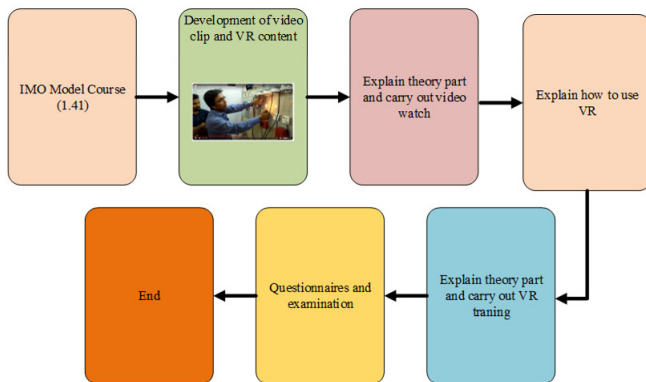 IMO Model Course
(1.41)
Development of video
clip and VR content
Explain theory part
and carry out video
watch
Explain how to use
VR
Explain theory part
and carry out VR
traning
Questionnaires and
examination
End